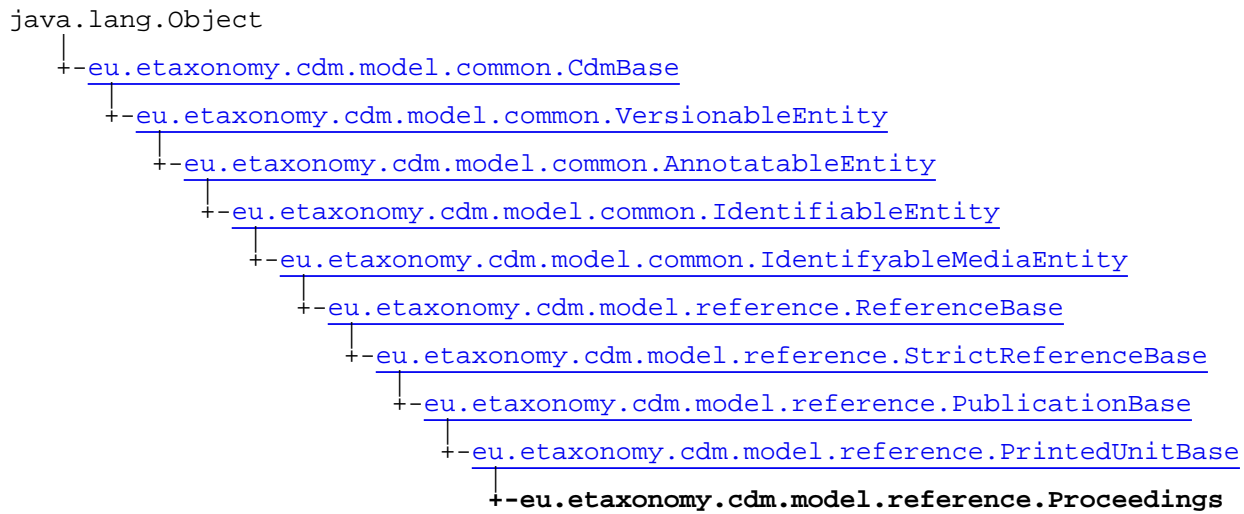 java.lang.Object
+-eu.etaxonomy.cdm.model.common.CdmBase
+-eu.etaxonomy.cdm.model.common.VersionableEntity
+-eu.etaxonomy.cdm.model.common.AnnotatableEntity
+-eu.etaxonomy.cdm.model.common.IdentifiableEntity
+-eu.etaxonomy.cdm.model.common.IdentifyableMediaEntity
+-eu.etaxonomy.cdm.model.reference.ReferenceBase
+-eu.etaxonomy.cdm.model.reference.StrictReferenceBase
+-eu.etaxonomy.cdm.model.reference.PublicationBase
+-eu.etaxonomy.cdm.model.reference.PrintedUnitBase
+-eu.etaxonomy.cdm.model.reference.Proceedings